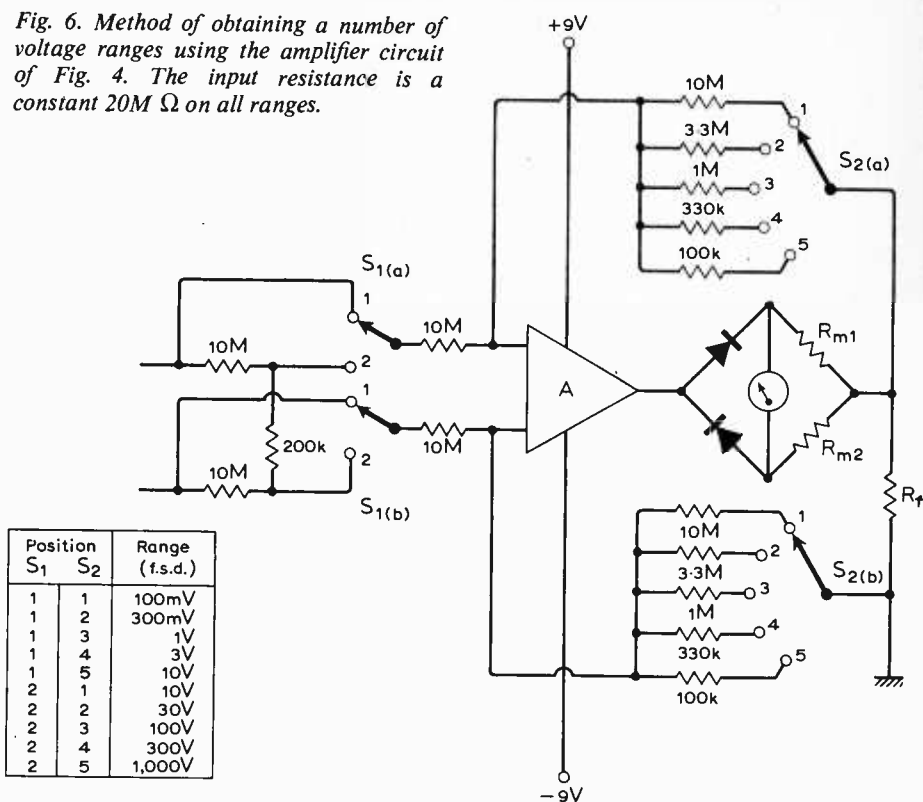 Fig. 6. Method of obtaining a number of
voltage ranges using the amplifier circuit
of Fig. 4. The input resistance is a
constant 20M Ω on all ranges.
+9V
10M
1
3·3M
2
S2(a)
1M
3
330k
4
100k
5
S1(a)
1
10M
10M
2
A
Rm1
1
10M
200k
Rm2
10M
2
S1(b)
Rf
10M
1
3·3M
2
S2(b)
1M
3
330k
4
100k
5
-9V
Position Range
S1 S2 (f.s.d.)
1 1 100mV
1 2 300mV
1 3 1V
1 4 3V
1 5 10V
2 1 10V
2 2 30V
2 3 100V
2 4 300V
2 5 1,000V